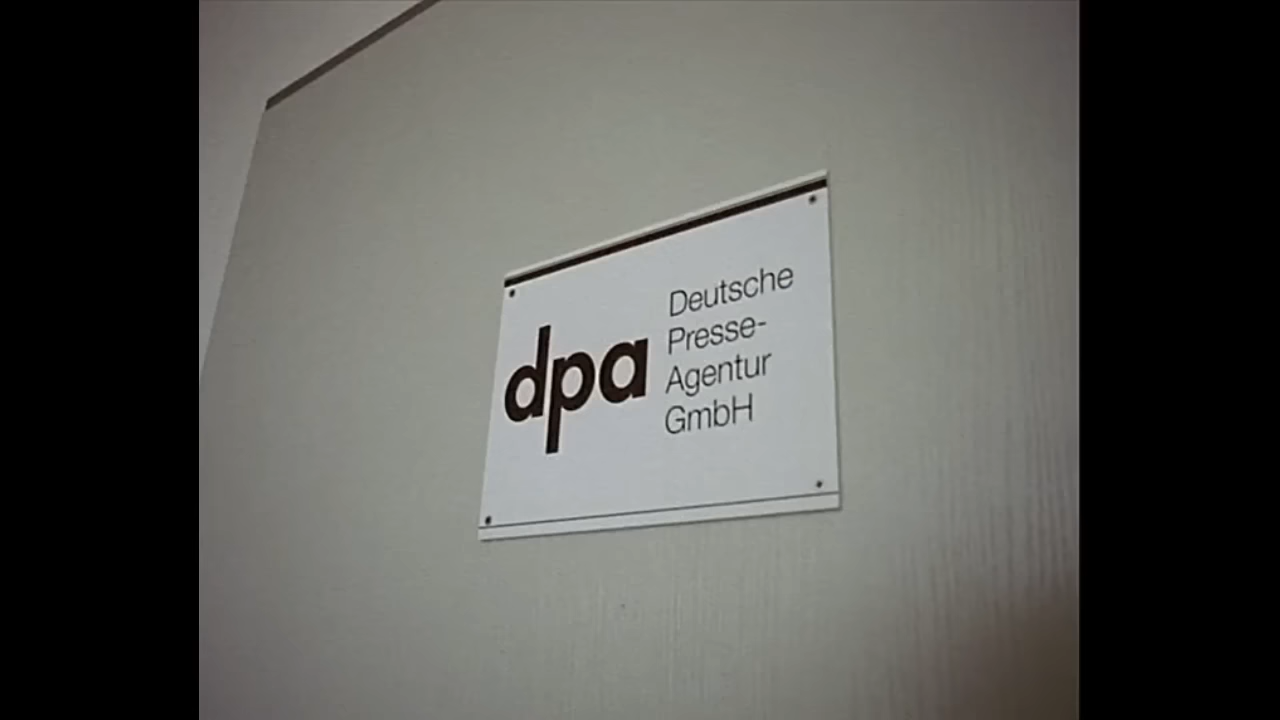 dpa
Deutsche
Presse-
Agentur
GmbH